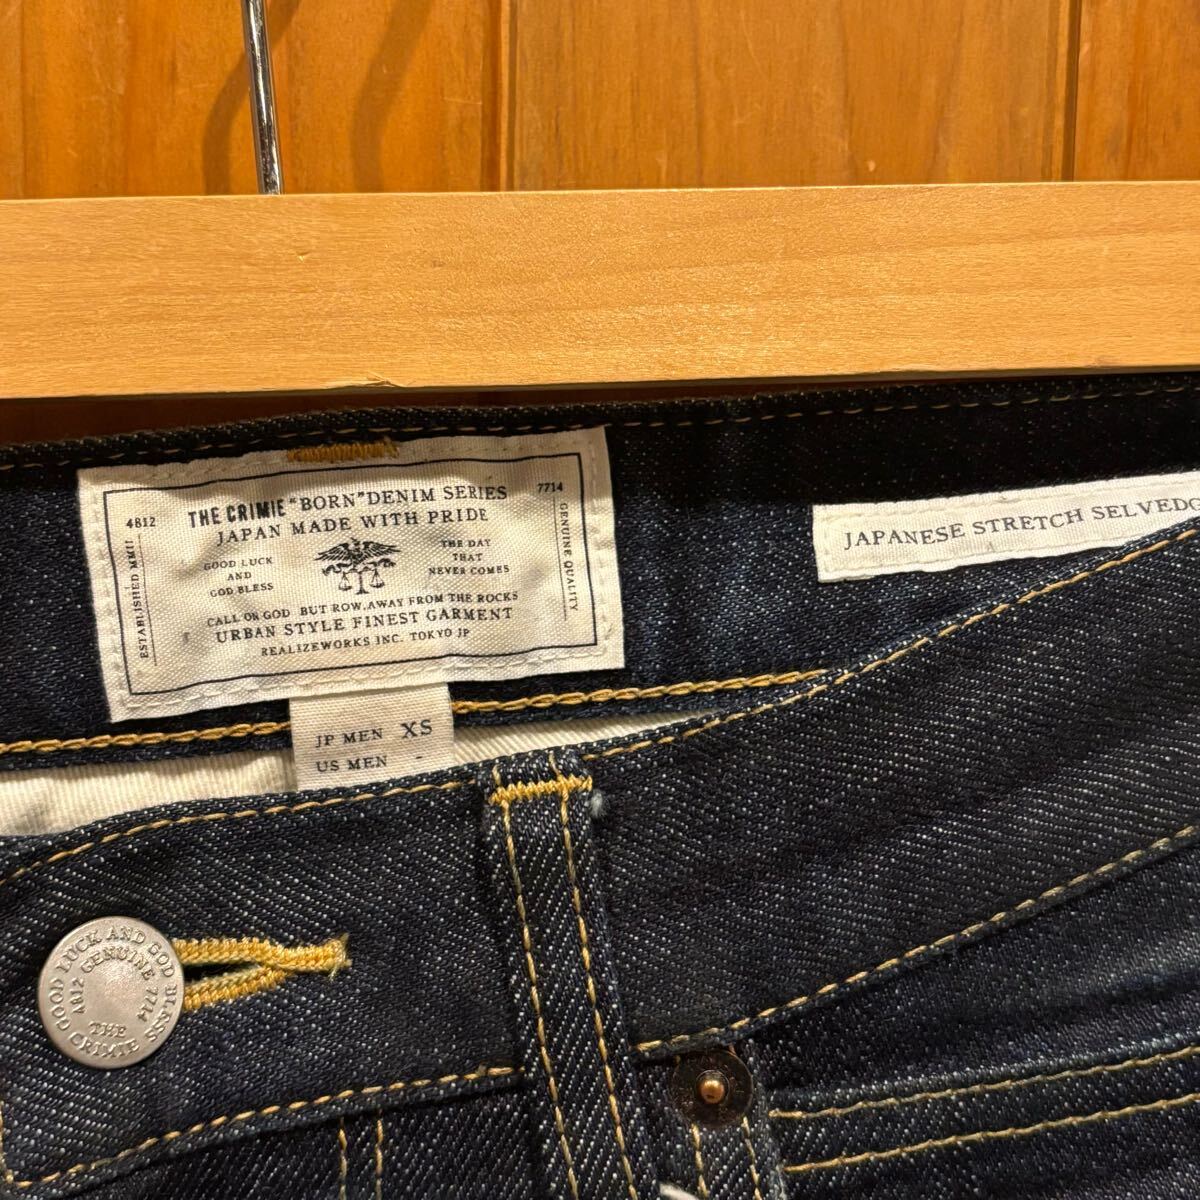 THE CRIMIE "BORN" DENIM SERIES
JAPAN MADE WITH PRIDE
4812
7714
ESTABLISHED MMII
GENUINE QUALITY
GOOD LUCK
AND
GOD BLESS
THE DAY
THAT
NEVER COMES
CALL ON GOD BUT ROW AWAY FROM THE ROCKS
URBAN STYLE FINEST GARMENT
REALIZEWORKS INC. TOKYO JP
JP MEN XS
US MEN -
JAPANESE STRETCH SELVEDG
GOOD LUCK AND GOD BLESS
4812 GENUINE 7714
THE
CRIMIE